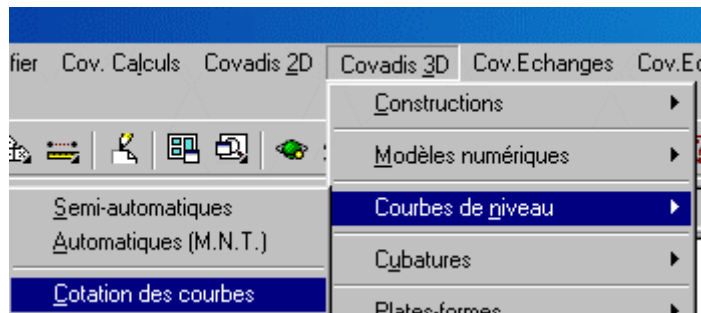 fier Cov. Calculs Covadis 2D Covadis 3D Cov.Echanges Cov.Ec
Constructions
Modèles numériques
Semi-automatiques
Courbes de niveau
Automatiques (M.N.T.)
Cubatures
Cotation des courbes
Plates-formes